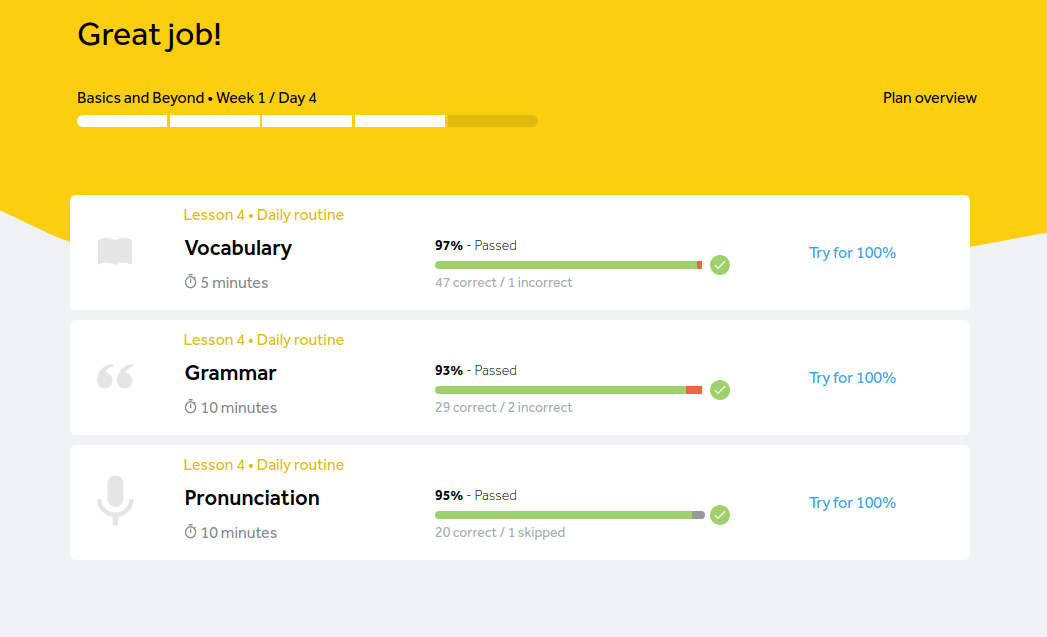 Great job!
Basics and Beyond • Week 1 / Day 4
Plan overview
Lesson 4 • Daily routine
Vocabulary
5 minutes
97% - Passed
47 correct / 1 incorrect
Try for 100%
Lesson 4 • Daily routine
Grammar
10 minutes
93% - Passed
29 correct / 2 incorrect
Try for 100%
Lesson 4 • Daily routine
Pronunciation
10 minutes
95% - Passed
20 correct / 1 skipped
Try for 100%